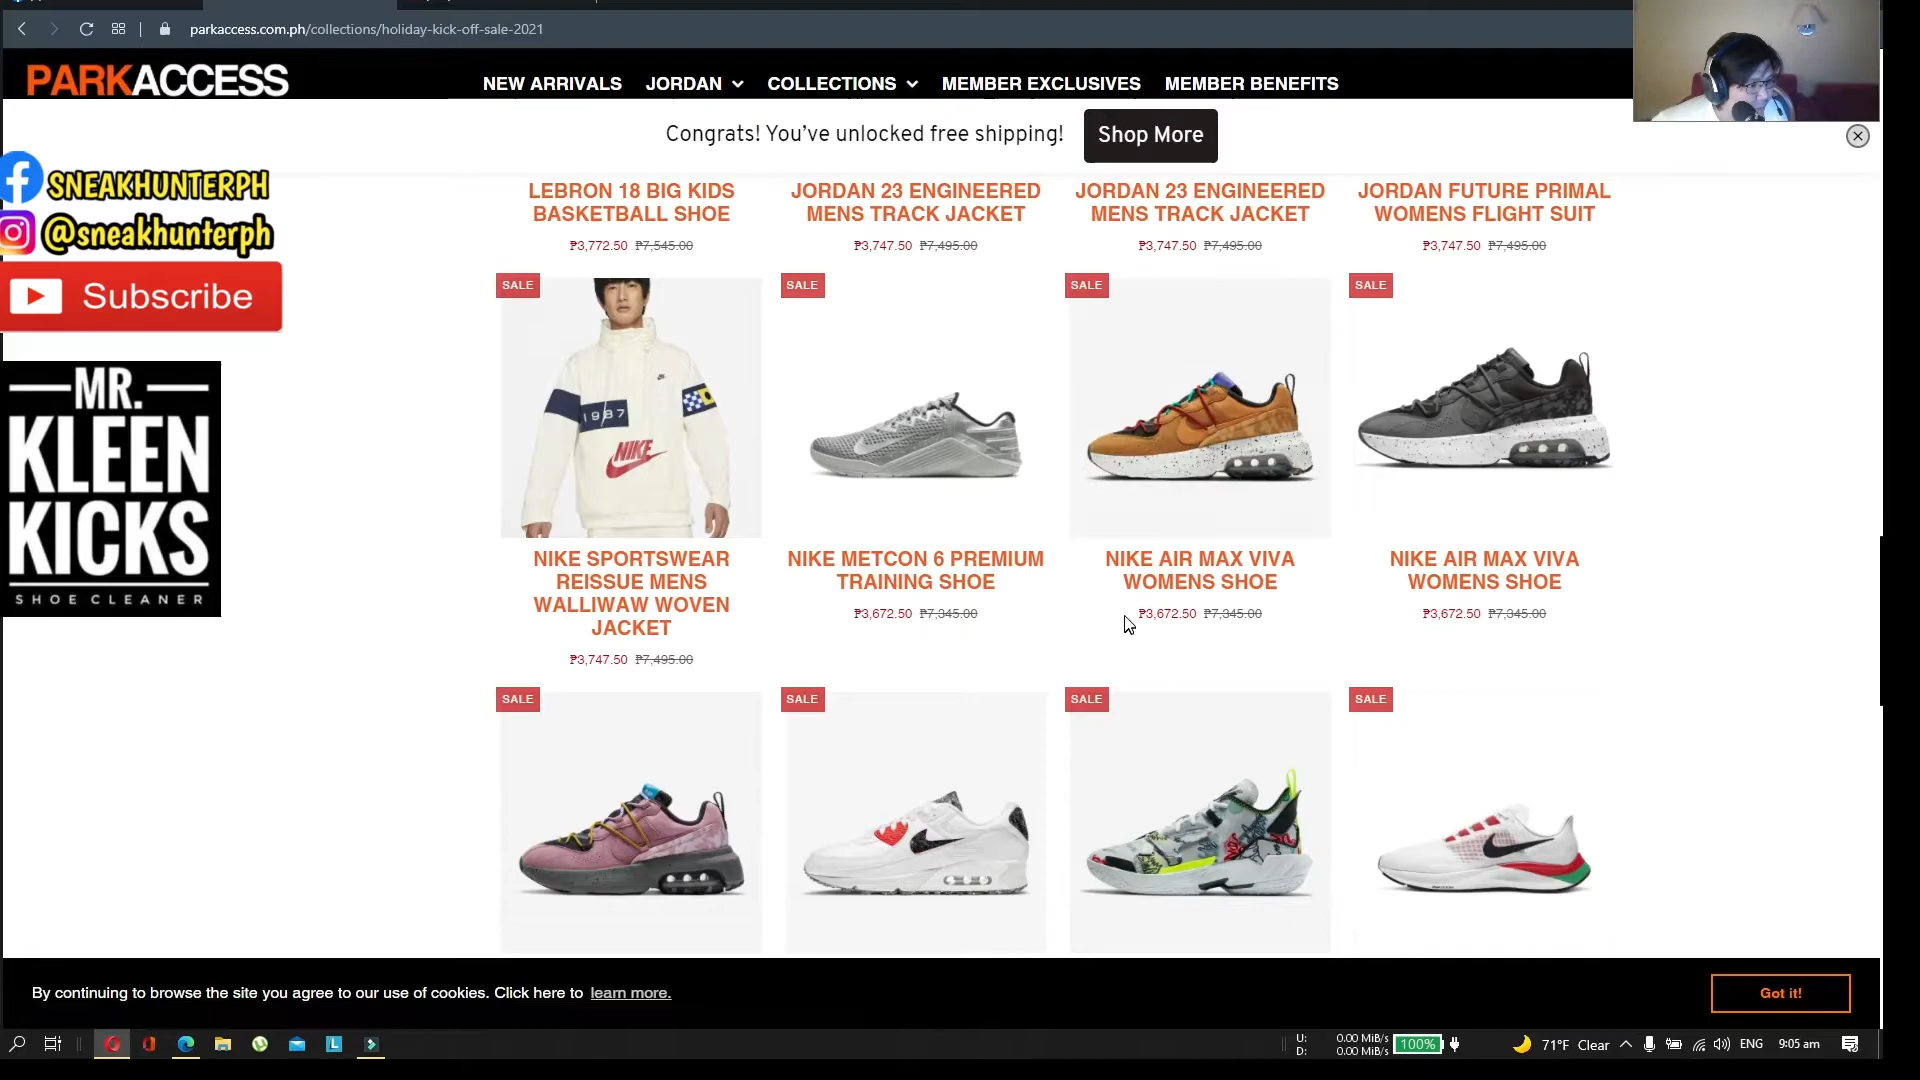 parkaccess.com.ph/collections/holiday-kick-off-sale-2021
PARKACCESS
NEW ARRIVALS JORDAN COLLECTIONS MEMBER EXCLUSIVES MEMBER BENEFITS
Congrats! You’ve unlocked free shipping! Shop More
SNEAKHUNTERPH
@sneakhunterph
Subscribe
MR.
KLEEN
KICKS
SHOE CLEANER
LEBRON 18 BIG KIDS
BASKETBALL SHOE
₱3,772.50 ₱7,545.00
JORDAN 23 ENGINEERED
MENS TRACK JACKET
₱3,747.50 ₱7,495.00
JORDAN 23 ENGINEERED
MENS TRACK JACKET
₱3,747.50 ₱7,495.00
JORDAN FUTURE PRIMAL
WOMENS FLIGHT SUIT
₱3,747.50 ₱7,495.00
SALE
1987
NIKE
NIKE SPORTSWEAR
REISSUE MENS
WALLIWAW WOVEN
JACKET
₱3,747.50 ₱7,495.00
SALE
NIKE METCON 6 PREMIUM
TRAINING SHOE
₱3,672.50 ₱7,345.00
SALE
NIKE AIR MAX VIVA
WOMENS SHOE
₱3,672.50 ₱7,345.00
SALE
NIKE AIR MAX VIVA
WOMENS SHOE
₱3,672.50 ₱7,345.00
SALE
SALE
SALE
SALE
By continuing to browse the site you agree to our use of cookies. Click here to learn more.
Got it!
U: 0.00 MiB/s
D: 0.00 MiB/s
100%
71°F Clear
ENG
9:05 am